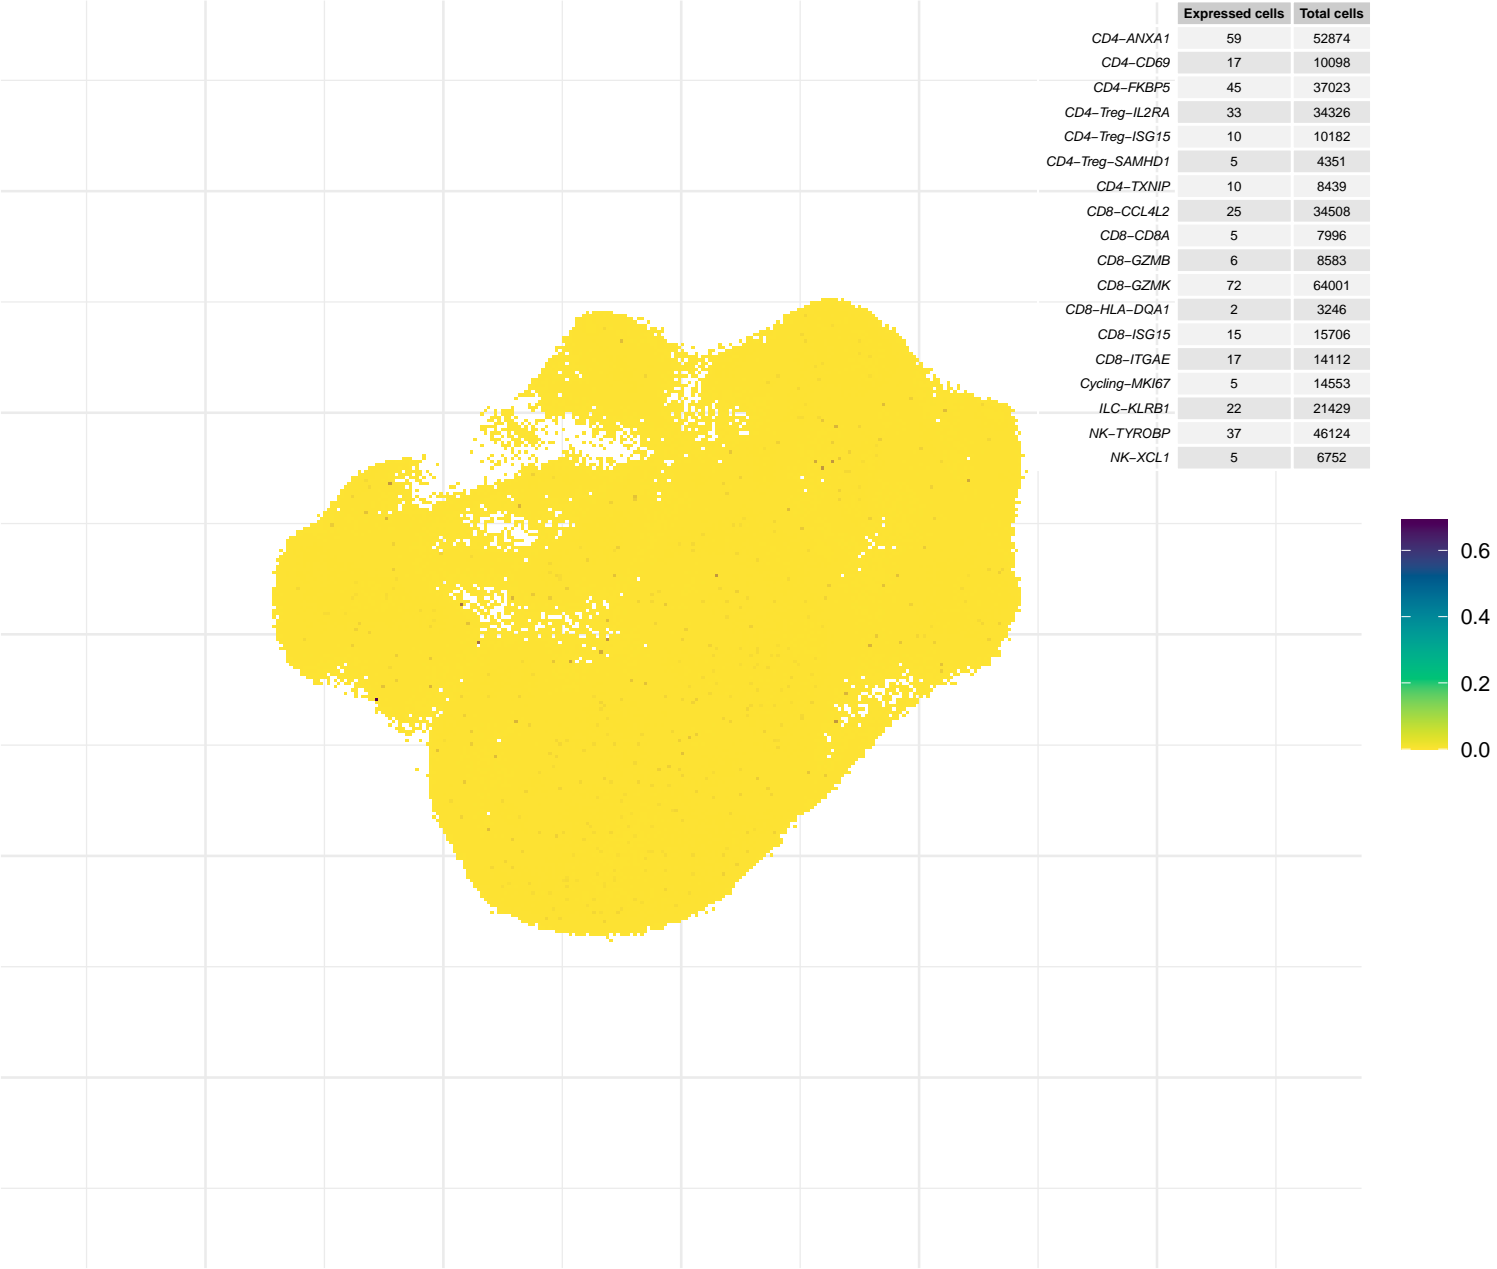 Expressed cells Total cells
CD4−ANXA1 59 52874
CD4−CD69 17 10098
CD4−FKBP5 45 37023
CD4−Treg−IL2RA 33 34326
CD4−Treg−ISG15 10 10182
CD4−Treg−SAMHD1 5 4351
CD4−TXNIP 10 8439
CD8−CCL4L2 25 34508
CD8−CD8A 5 7996
CD8−GZMB 6 8583
CD8−GZMK 72 64001
CD8−HLA−DQA1 2 3246
CD8−ISG15 15 15706
CD8−ITGAE 17 14112
Cycling−MKI67 5 14553
ILC−KLRB1 22 21429
NK−TYROBP 37 46124
NK−XCL1 5 6752
0.6
0.4
0.2
0.0